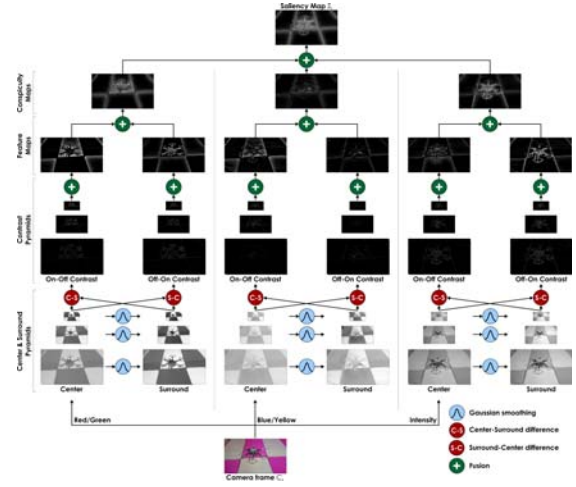 Saliency Map
Conspicuity
Maps
Feature
Maps
Contrast
Pyramids
On-Off Contrast
Off-On Contrast
On-Off Contrast
Off-On Contrast
On-Off Contrast
Off-On Contrast
C-S
S-C
C-S
S-C
C-S
S-C
Center & Surround
Pyramids
Center
Surround
Center
Surround
Center
Surround
Red/Green
Blue/Yellow
Intensity
Gaussian smoothing
C-S Center-Surround difference
S-C Surround-Center difference
+ Fusion
Camera frame